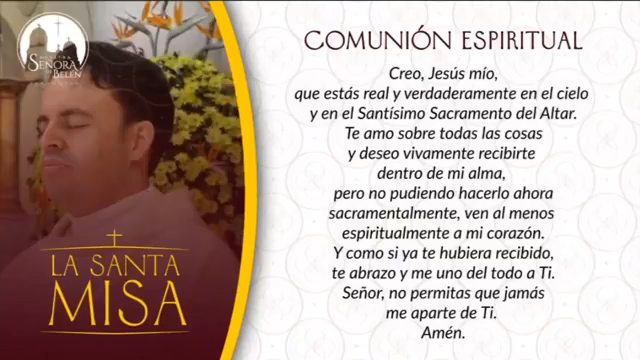 NUESTRA
SEÑORA
DE
BELÉN
COMUNIÓN ESPIRITUAL
Creo, Jesús mío,
que estás real y verdaderamente en el cielo
y en el Santísimo Sacramento del Altar.
Te amo sobre todas las cosas
y deseo vivamente recibirte
dentro de mi alma,
pero no pudiendo hacerlo ahora
sacramentalmente, ven al menos
espiritualmente a mi corazón.
Y como si ya te hubiera recibido,
te abrazo y me uno del todo a Ti.
Señor, no permitas que jamás
me aparte de Ti.
Amén.
LA SANTA
MISA